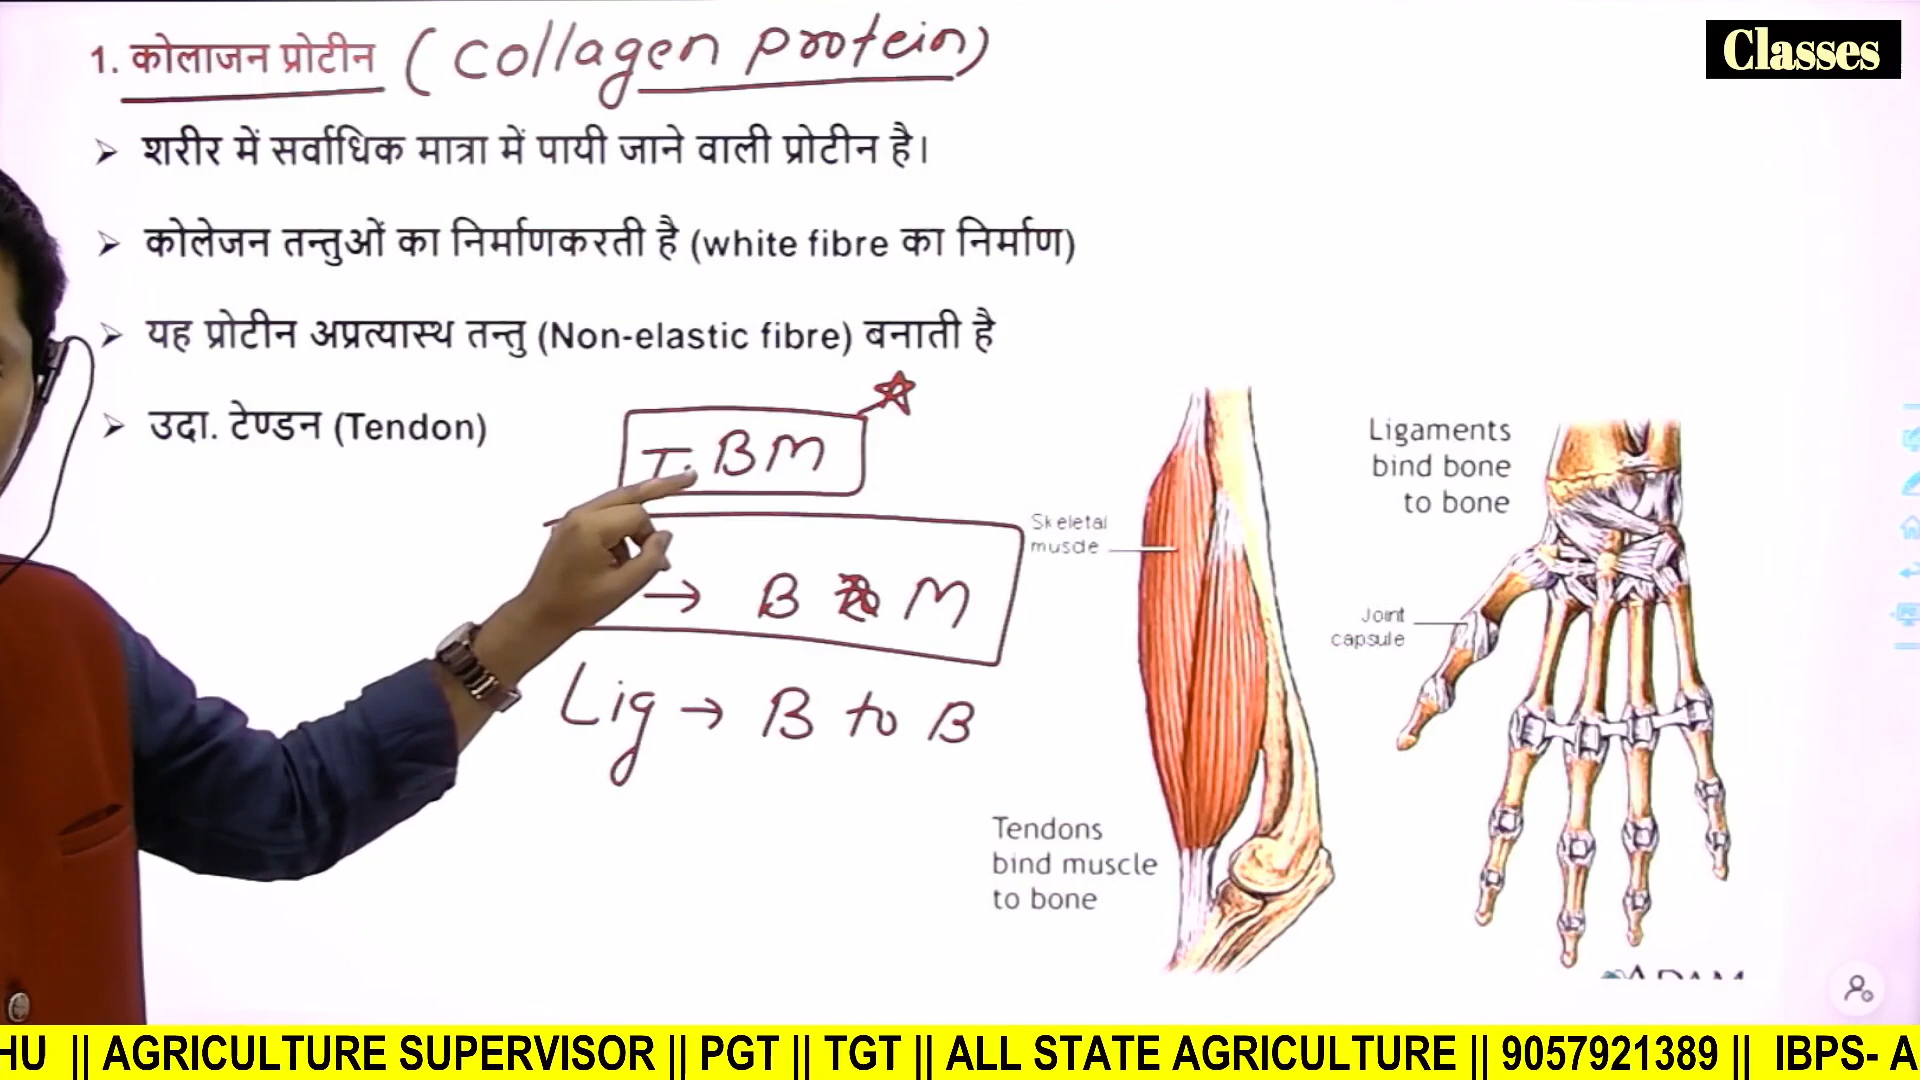 1. कोलाजन प्रोटीन (Collagen protein)
Classes
➢ शरीर में सर्वाधिक मात्रा में पायी जाने वाली प्रोटीन है।
➢ कोलेजन तन्तुओं का निर्माणकरती है (white fibre का निर्माण)
➢ यह प्रोटीन अप्रत्यास्थ तन्तु (Non-elastic fibre) बनाती है
➢ उदा. टेण्डन (Tendon)
T. BM
→ B M
Lig → B to B
Skeletal
muscle
Tendons
bind muscle
to bone
Ligaments
bind bone
to bone
Joint
capsule
ADAM
HU || AGRICULTURE SUPERVISOR || PGT || TGT || ALL STATE AGRICULTURE || 9057921389 || IBPS- A